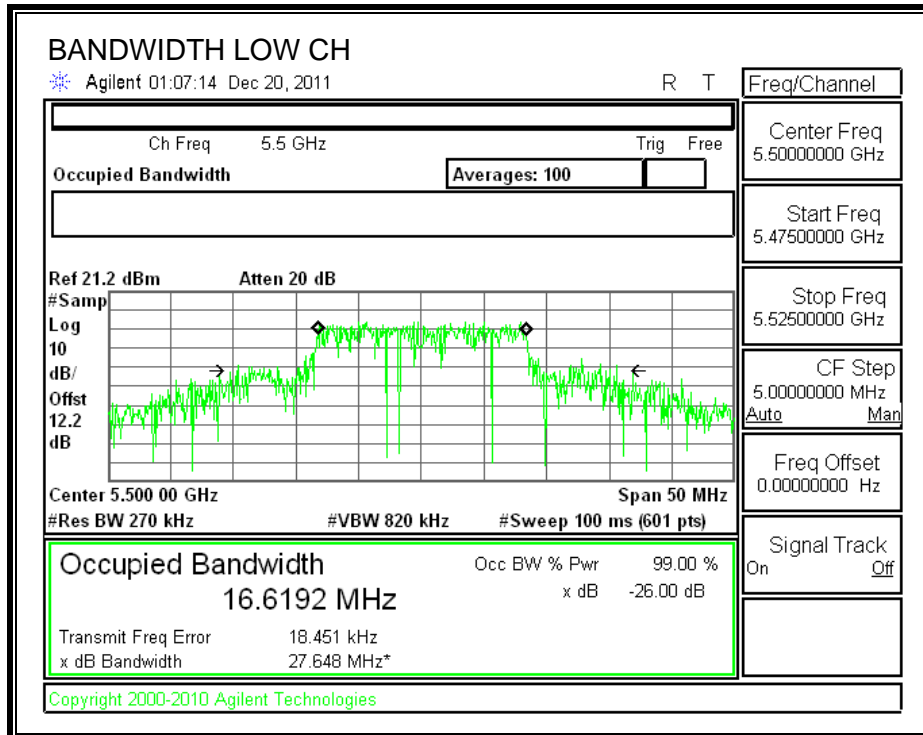 BANDWIDTH LOW CH
Agilent 01:07:14 Dec 20, 2011 R T
Ch Freq 5.5 GHz Trig Free
Occupied Bandwidth Averages: 100
Ref 21.2 dBm Atten 20 dB
#Samp
Log
10
dB/
Offst
12.2
dB
Center 5.500 00 GHz Span 50 MHz
#Res BW 270 kHz #VBW 820 kHz #Sweep 100 ms (601 pts)
Occupied Bandwidth Occ BW % Pwr 99.00 %
16.6192 MHz x dB -26.00 dB
Transmit Freq Error 18.451 kHz
x dB Bandwidth 27.648 MHz*
Copyright 2000-2010 Agilent Technologies
Freq/Channel
Center Freq
5.50000000 GHz
Start Freq
5.47500000 GHz
Stop Freq
5.52500000 GHz
CF Step
5.00000000 MHz
Auto Man
Freq Offset
0.00000000 Hz
Signal Track
On Off